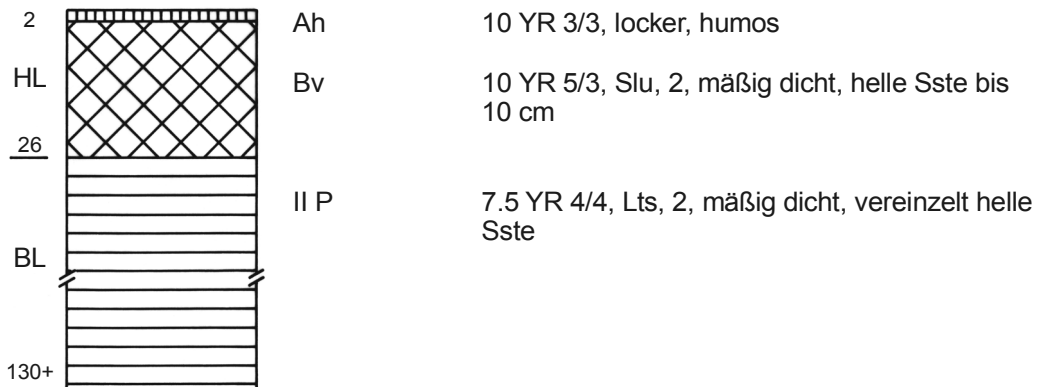 2 Ah 10 YR 3/3, locker, humos
HL Bv 10 YR 5/3, Slu, 2, mäßig dicht, helle Sste bis
10 cm
26
II P 7.5 YR 4/4, Lts, 2, mäßig dicht, vereinzelt helle
Sste
BL
130+